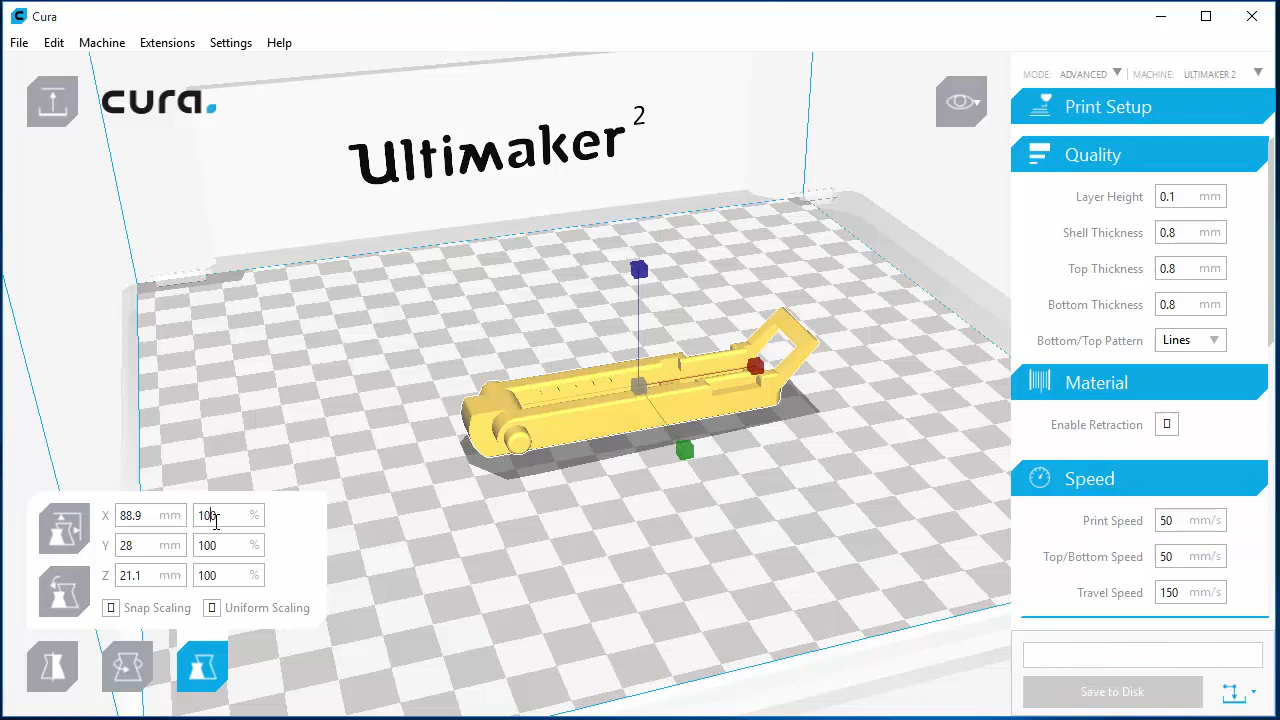 Cura
File Edit Machine Extensions Settings Help
cura.
Ultimaker 2
MODE: ADVANCED MACHINE: ULTIMAKER 2
Print Setup
Quality
Layer Height 0.1 mm
Shell Thickness 0.8 mm
Top Thickness 0.8 mm
Bottom Thickness 0.8 mm
Bottom/Top Pattern Lines
Material
Enable Retraction
Speed
Print Speed 50 mm/s
Top/Bottom Speed 50 mm/s
Travel Speed 150 mm/s
X 88.9 mm 100 %
Y 28 mm 100 %
Z 21.1 mm 100 %
Snap Scaling Uniform Scaling
Save to Disk